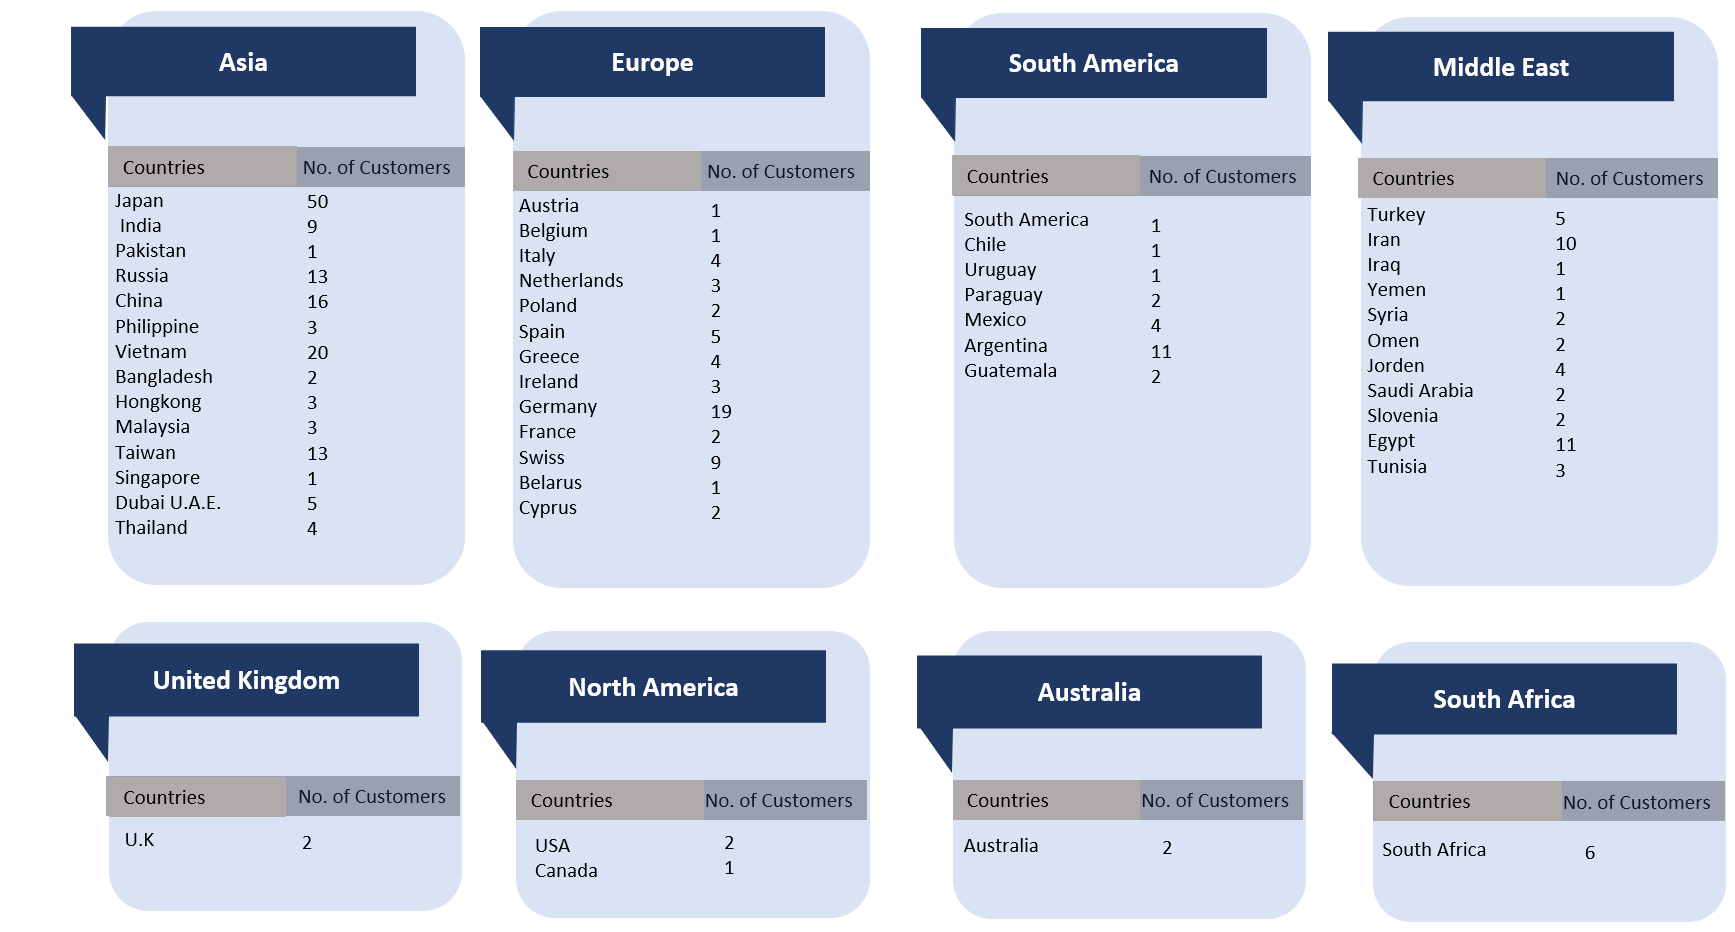 Asia
Countries No. of Customers
Japan 50
India 9
Pakistan 1
Russia 13
China 16
Philippine 3
Vietnam 20
Bangladesh 2
Hongkong 3
Malaysia 3
Taiwan 13
Singapore 1
Dubai U.A.E. 5
Thailand 4
Europe
Countries No. of Customers
Austria 1
Belgium 1
Italy 4
Netherlands 3
Poland 2
Spain 5
Greece 4
Ireland 3
Germany 19
France 2
Swiss 9
Belarus 1
Cyprus 2
South America
Countries No. of Customers
South America 1
Chile 1
Uruguay 1
Paraguay 2
Mexico 4
Argentina 11
Guatemala 2
Middle East
Countries No. of Customers
Turkey 5
Iran 10
Iraq 1
Yemen 1
Syria 2
Omen 2
Jorden 4
Saudi Arabia 2
Slovenia 2
Egypt 11
Tunisia 3
United Kingdom
Countries No. of Customers
U.K 2
North America
Countries No. of Customers
USA 2
Canada 1
Australia
Countries No. of Customers
Australia 2
South Africa
Countries No. of Customers
South Africa 6